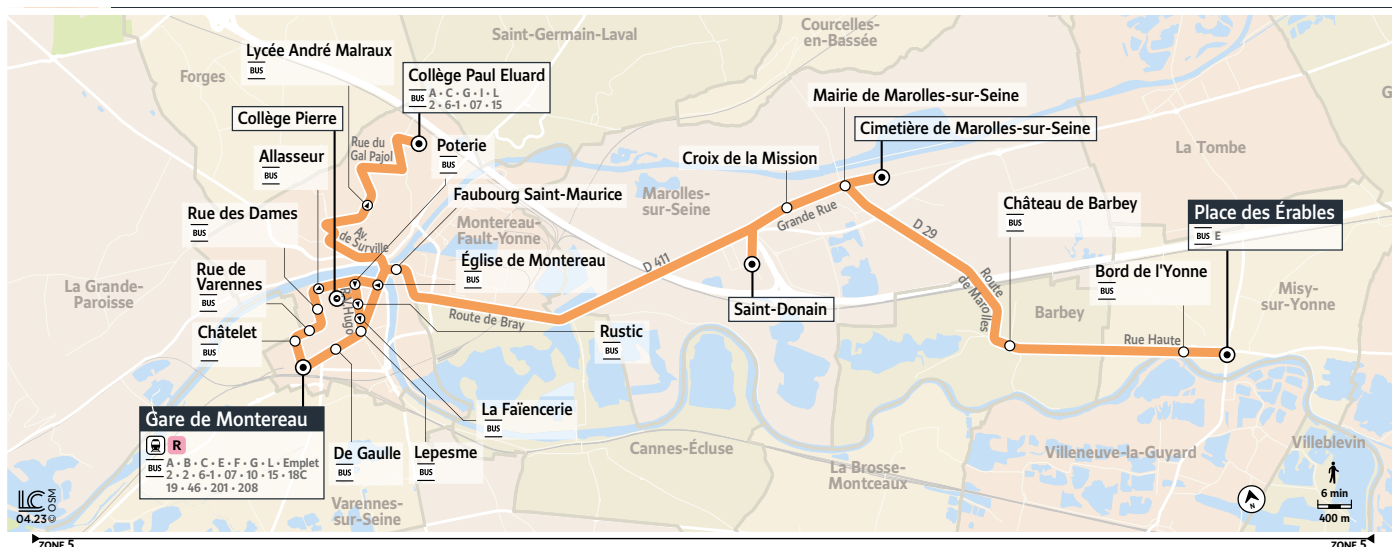 Courcelles-
en-Bassée
Saint-Germain-Laval
Lycée André Malraux
BUS
Forges
Collège Paul Eluard
BUS A • C • G • I • L
2 • 6-1 • 07 • 15
Mairie de Marolles-sur-Seine
Collège Pierre
Cimetière de Marolles-sur-Seine
Rue du
Gal Pajol
Poterie
BUS
La Tombe
Allasseur
BUS
Croix de la Mission
Faubourg Saint-Maurice
Marolles-
sur-Seine
Château de Barbey
BUS
Rue des Dames
BUS
Grande Rue
Place des Érables
BUS E
Av.
de Surville
Montereau-
Fault-Yonne
D 29
Église de Montereau
BUS
D 411
Rue de
Varennes
BUS
Bord de l'Yonne
BUS
La Grande-
Paroisse
Route
de Marolles
Misy-
sur-Yonne
R. Hugo
Saint-Donain
Barbey
Route de Bray
Châtelet
BUS
Rustic
BUS
Rue Haute
La Faïencerie
BUS
Gare de Montereau
R
BUS A • B • C • E • F • G • L • Emplet
2 • 2 • 6-1 • 07 • 10 • 15 • 18C
19 • 46 • 201 • 208
De Gaulle
BUS
Lepesme
BUS
Cannes-Écluse
Villeneuve-la-Guyard
Villeblevin
La Brosse-
Montceaux
Varennes-
sur-Seine
LC
04.23 © OSM
N
6 min
400 m
ZONE 5
ZONE 5